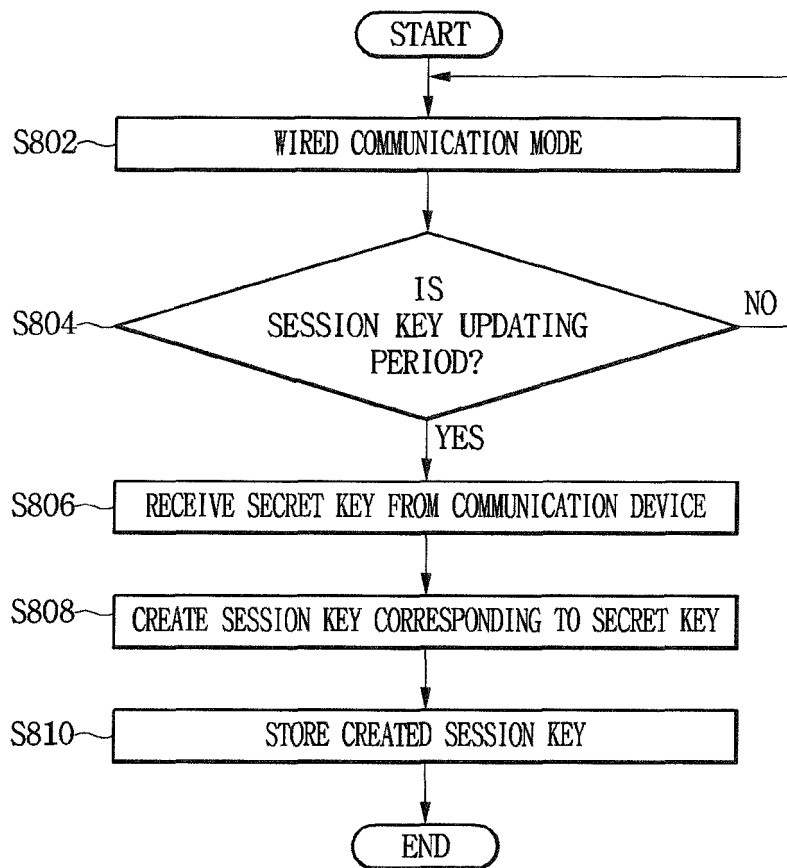 START
S802
WIRED COMMUNICATION MODE
S804
IS
SESSION KEY UPDATING
PERIOD?
NO
YES
S806
RECEIVE SECRET KEY FROM COMMUNICATION DEVICE
S808
CREATE SESSION KEY CORRESPONDING TO SECRET KEY
S810
STORE CREATED SESSION KEY
END